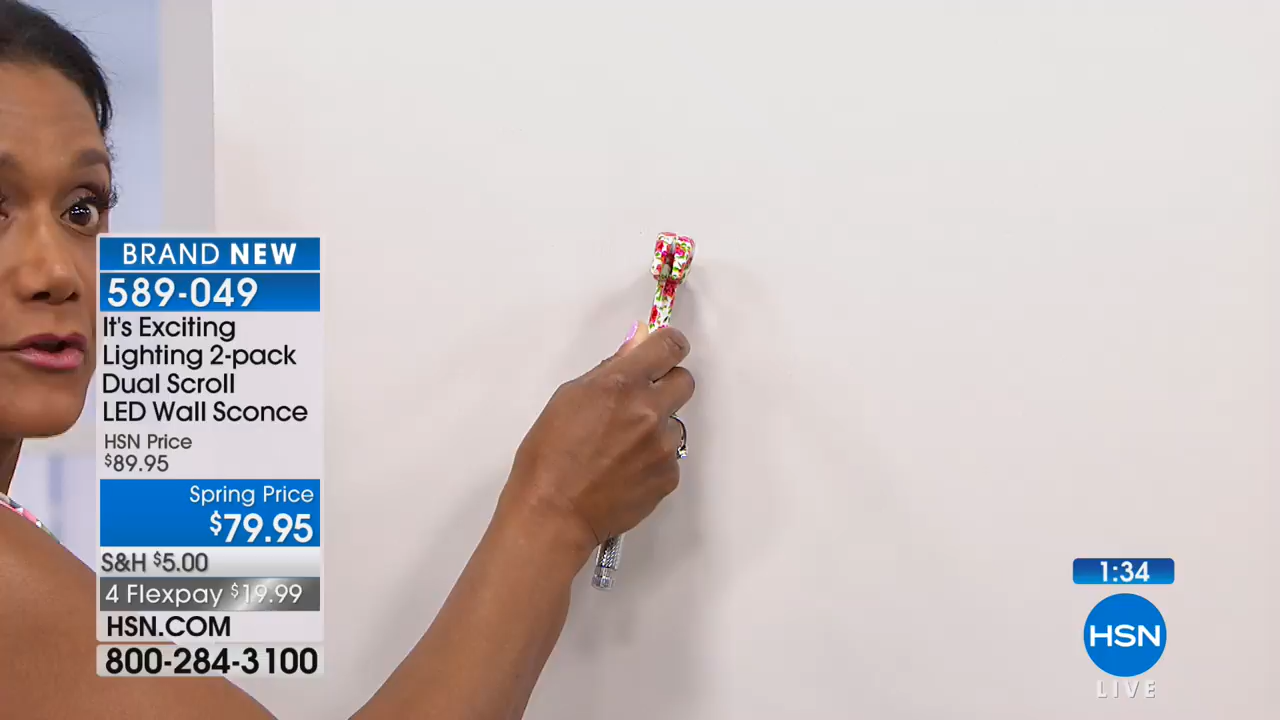 BRAND NEW
589-049
It's Exciting
Lighting 2-pack
Dual Scroll
LED Wall Sconce
HSN Price
$89.95
Spring Price
$79.95
S&H $5.00
4 Flexpay $19.99
HSN.COM
800-284-3100
1:34
HSN
LIVE